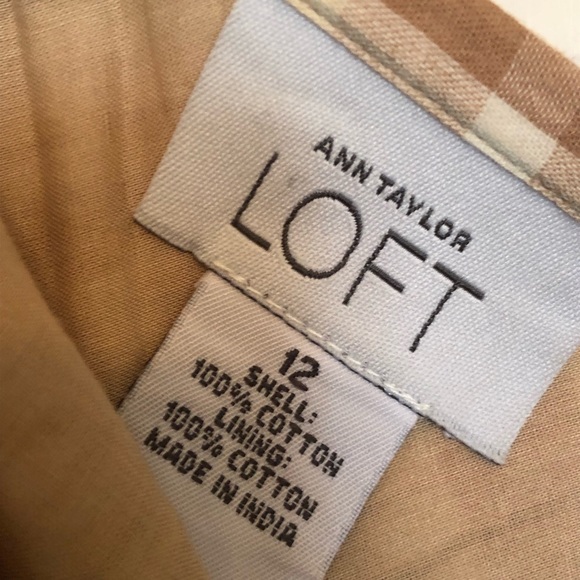 ANN TAYLOR
LOFT
12
SHELL:
100% COTTON
LINING:
100% COTTON
MADE IN INDIA